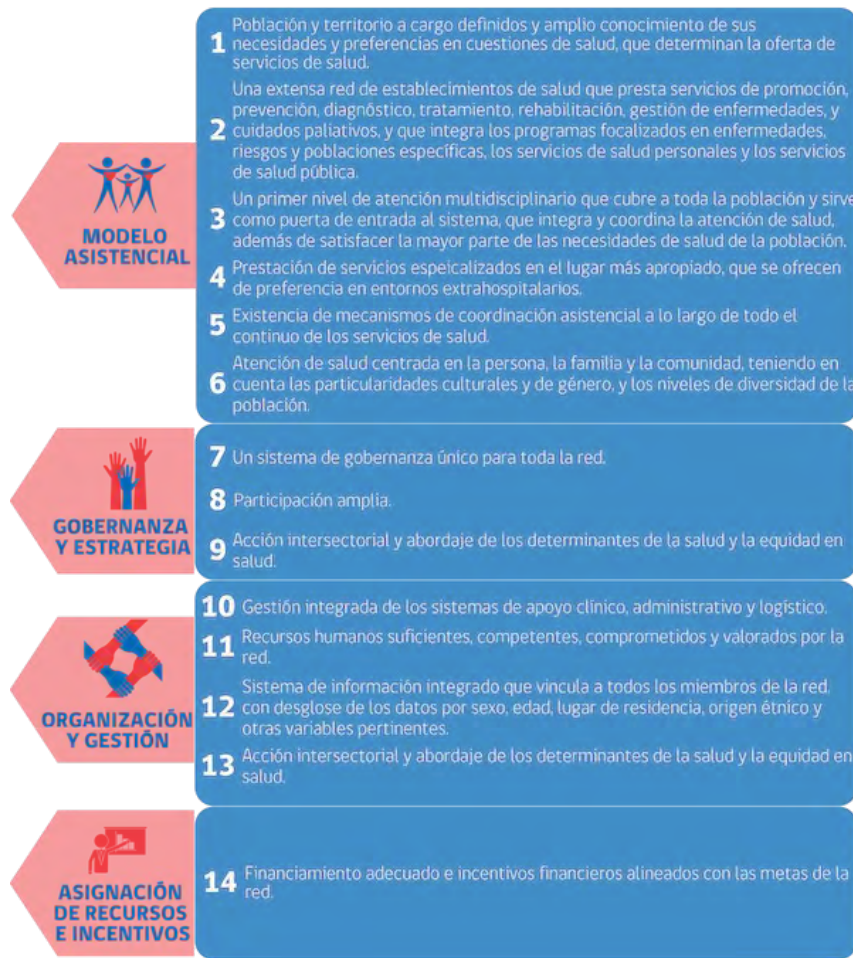 1 Población y territorio a cargo definidos y amplio conocimiento de sus
necesidades y preferencias en cuestiones de salud, que determinan la oferta de
servicios de salud.
2 Una extensa red de establecimientos de salud que presta servicios de promoción,
prevención, diagnóstico, tratamiento, rehabilitación, gestión de enfermedades, y
cuidados paliativos, y que integra los programas focalizados en enfermedades,
riesgos y poblaciones específicas, los servicios de salud personales y los servicios
de salud pública.
MODELO
ASISTENCIAL
3 Un primer nivel de atención multidisciplinario que cubre a toda la población y sirve
como puerta de entrada al sistema, que integra y coordina la atención de salud,
además de satisfacer la mayor parte de las necesidades de salud de la población.
4 Prestación de servicios espeicalizados en el lugar más apropiado, que se ofrecen
de preferencia en entornos extrahospitalarios.
5 Existencia de mecanismos de coordinación asistencial a lo largo de todo el
continuo de los servicios de salud.
6 Atención de salud centrada en la persona, la familia y la comunidad, teniendo en
cuenta las particularidades culturales y de género, y los niveles de diversidad de la
población.
GOBERNANZA
Y ESTRATEGIA
7 Un sistema de gobernanza único para toda la red.
8 Participación amplia.
9 Acción intersectorial y abordaje de los determinantes de la salud y la equidad en
salud.
ORGANIZACIÓN
Y GESTIÓN
10 Gestión integrada de los sistemas de apoyo clínico, administrativo y logístico.
11 Recursos humanos suficientes, competentes, comprometidos y valorados por la
red.
12 Sistema de información integrado que vincula a todos los miembros de la red,
con desglose de los datos por sexo, edad, lugar de residencia, origen étnico y
otras variables pertinentes.
13 Acción intersectorial y abordaje de los determinantes de la salud y la equidad en
salud.
ASIGNACIÓN
DE RECURSOS
E INCENTIVOS
14 Financiamiento adecuado e incentivos financieros alineados con las metas de la
red.